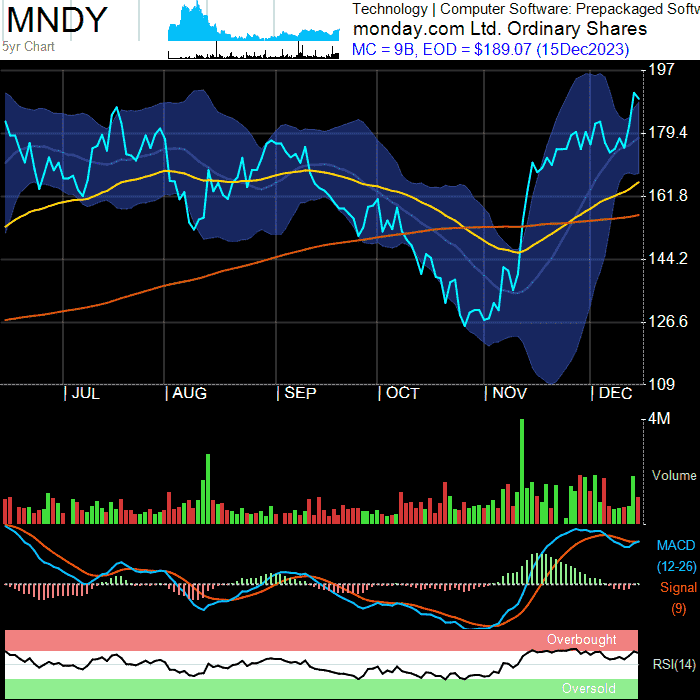 MNDY
5yr Chart
Technology | Computer Software: Prepackaged Softw
monday.com Ltd. Ordinary Shares
MC = 9B, EOD = $189.07 (15Dec2023)
197
179.4
161.8
144.2
126.6
109
| JUL | AUG | SEP | OCT | NOV | DEC
4M
Volume
MACD
(12-26)
Signal
(9)
Overbought
RSI(14)
Oversold